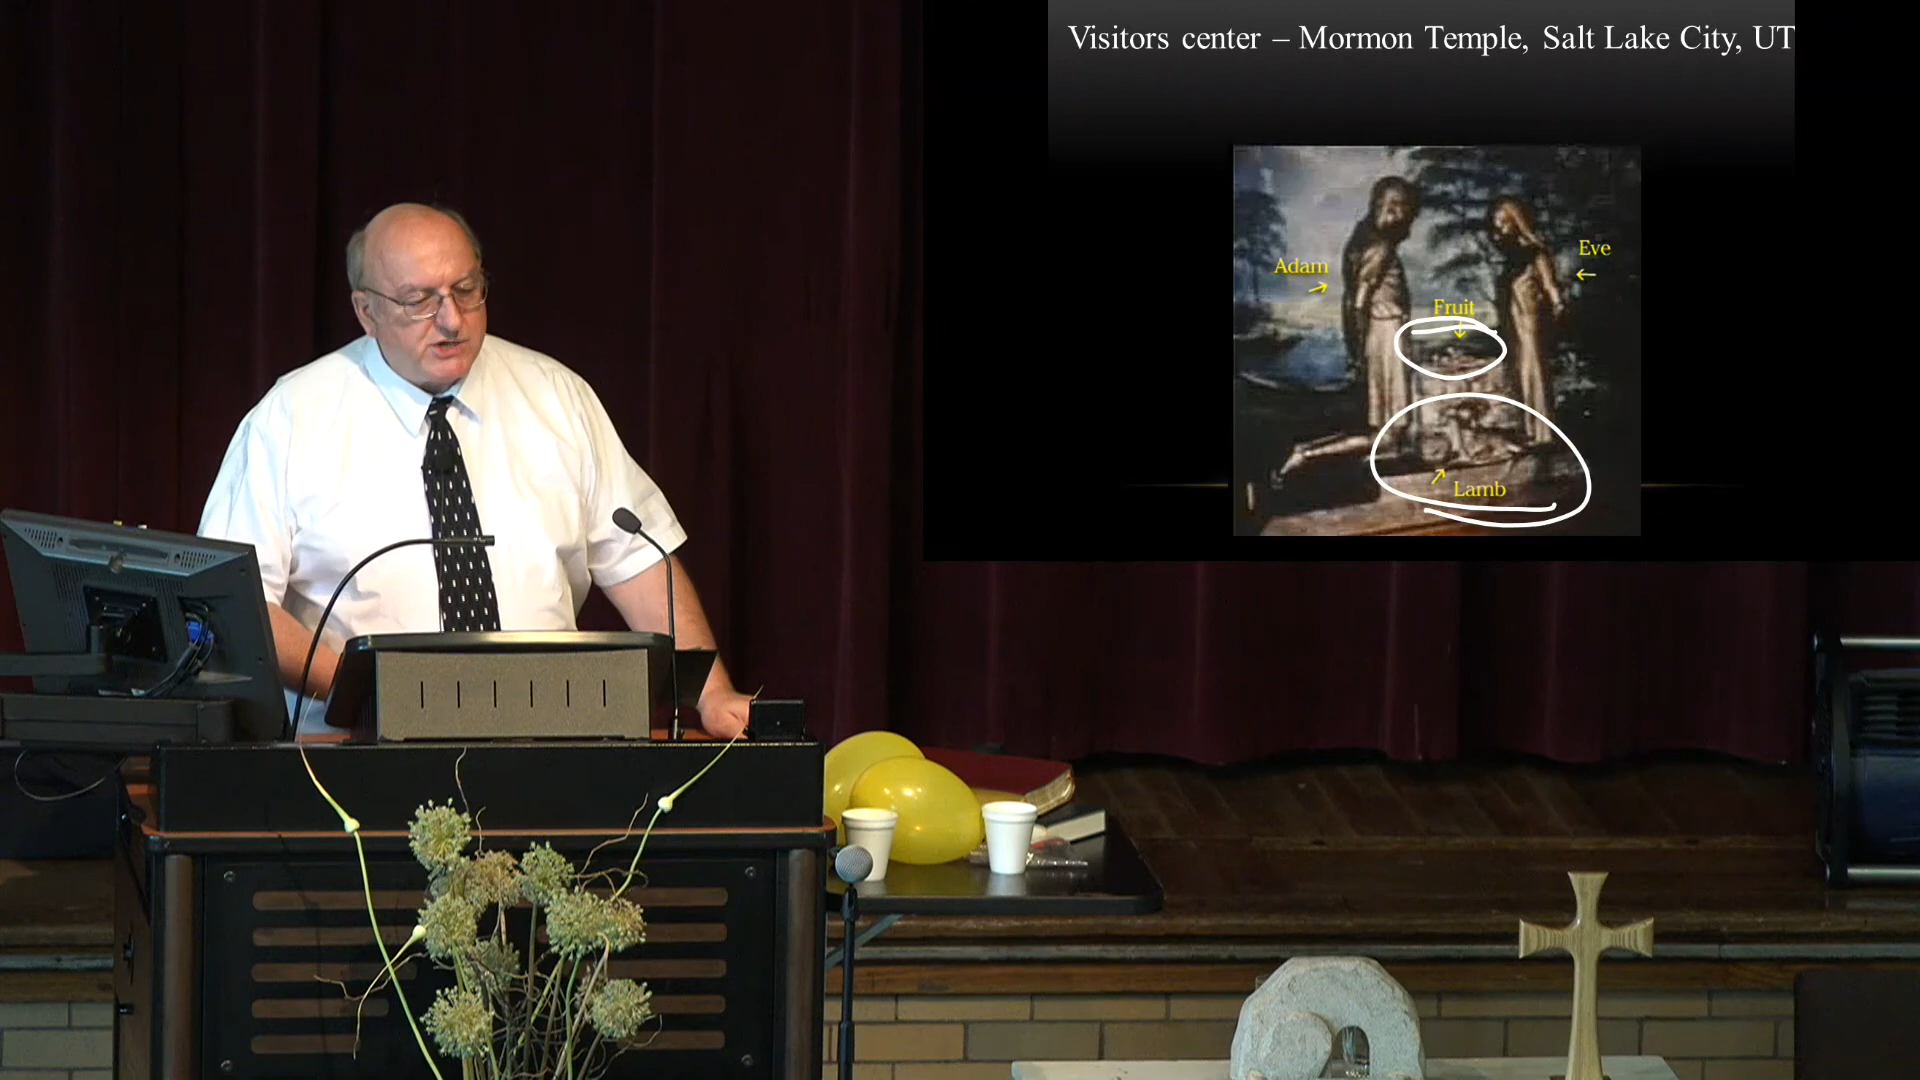 Visitors center – Mormon Temple, Salt Lake City, UT
Eve
←
Adam
→
Fruit
↓
↗
Lamb